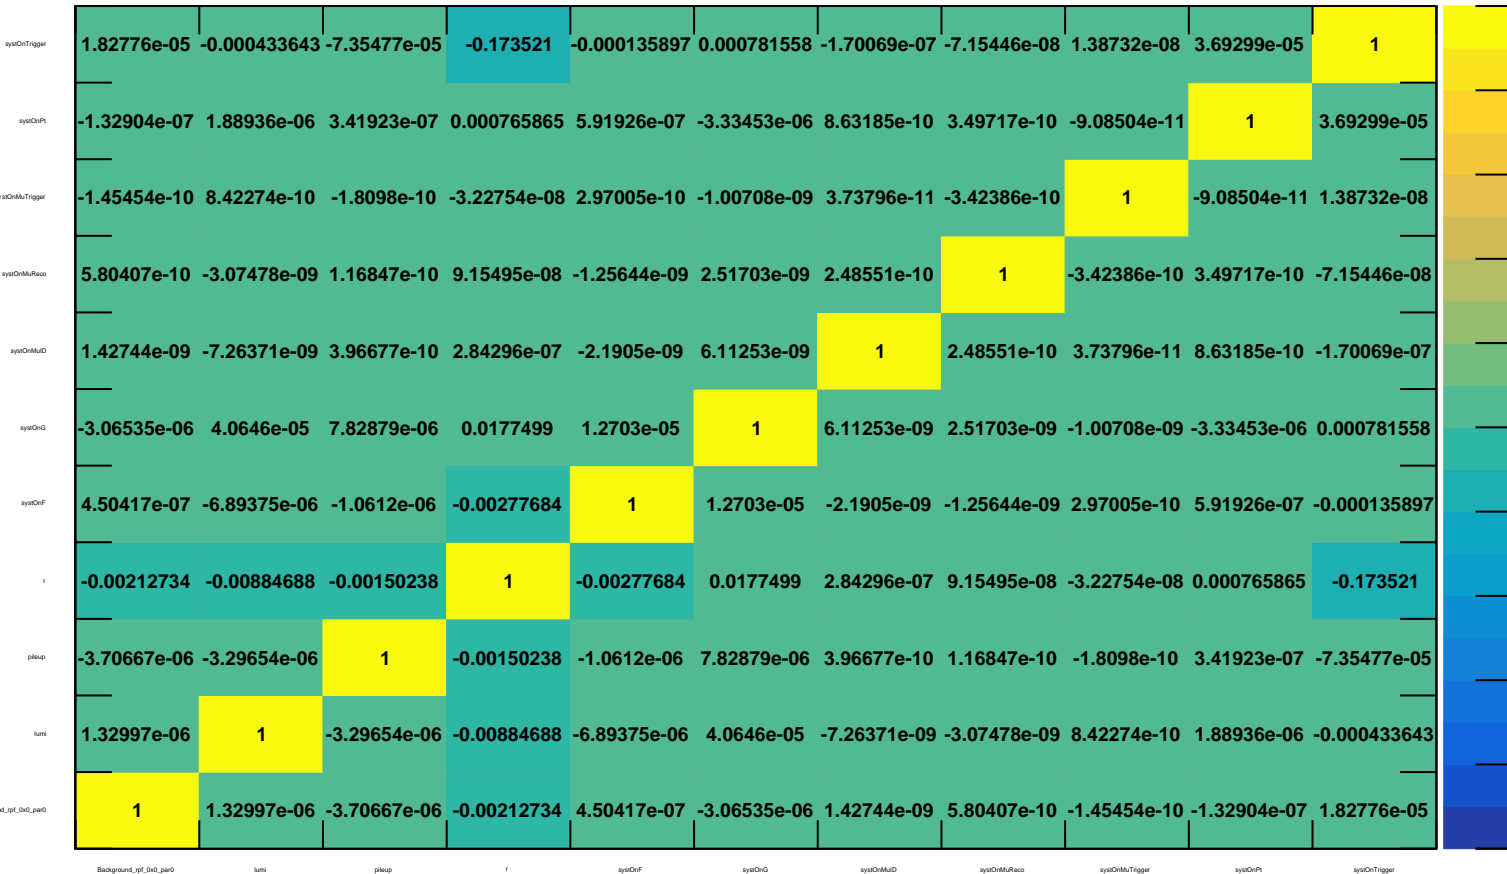 systOnTrigger 1.82776e-05 -0.000433643 -7.35477e-05 -0.173521 -0.000135897 0.000781558 -1.70069e-07 -7.15446e-08 1.38732e-08 3.69299e-05 1
systOnPt -1.32904e-07 1.88936e-06 3.41923e-07 0.000765865 5.91926e-07 -3.33453e-06 8.63185e-10 3.49717e-10 -9.08504e-11 1 3.69299e-05
ystOnMuTrigger -1.45454e-10 8.42274e-10 -1.8098e-10 -3.22754e-08 2.97005e-10 -1.00708e-09 3.73796e-11 -3.42386e-10 1 -9.08504e-11 1.38732e-08
systOnMuReco 5.80407e-10 -3.07478e-09 1.16847e-10 9.15495e-08 -1.25644e-09 2.51703e-09 2.48551e-10 1 -3.42386e-10 3.49717e-10 -7.15446e-08
systOnMuID 1.42744e-09 -7.26371e-09 3.96677e-10 2.84296e-07 -2.1905e-09 6.11253e-09 1 2.48551e-10 3.73796e-11 8.63185e-10 -1.70069e-07
systOnG -3.06535e-06 4.0646e-05 7.82879e-06 0.0177499 1.2703e-05 1 6.11253e-09 2.51703e-09 -1.00708e-09 -3.33453e-06 0.000781558
systOnF 4.50417e-07 -6.89375e-06 -1.0612e-06 -0.00277684 1 1.2703e-05 -2.1905e-09 -1.25644e-09 2.97005e-10 5.91926e-07 -0.000135897
r -0.00212734 -0.00884688 -0.00150238 1 -0.00277684 0.0177499 2.84296e-07 9.15495e-08 -3.22754e-08 0.000765865 -0.173521
pileup -3.70667e-06 -3.29654e-06 1 -0.00150238 -1.0612e-06 7.82879e-06 3.96677e-10 1.16847e-10 -1.8098e-10 3.41923e-07 -7.35477e-05
lumi 1.32997e-06 1 -3.29654e-06 -0.00884688 -6.89375e-06 4.0646e-05 -7.26371e-09 -3.07478e-09 8.42274e-10 1.88936e-06 -0.000433643
d_rpf_0x0_par0 1 1.32997e-06 -3.70667e-06 -0.00212734 4.50417e-07 -3.06535e-06 1.42744e-09 5.80407e-10 -1.45454e-10 -1.32904e-07 1.82776e-05
Background_rpf_0x0_par0 lumi pileup r systOnF systOnG systOnMuID systOnMuReco systOnMuTrigger systOnPt systOnTrigger